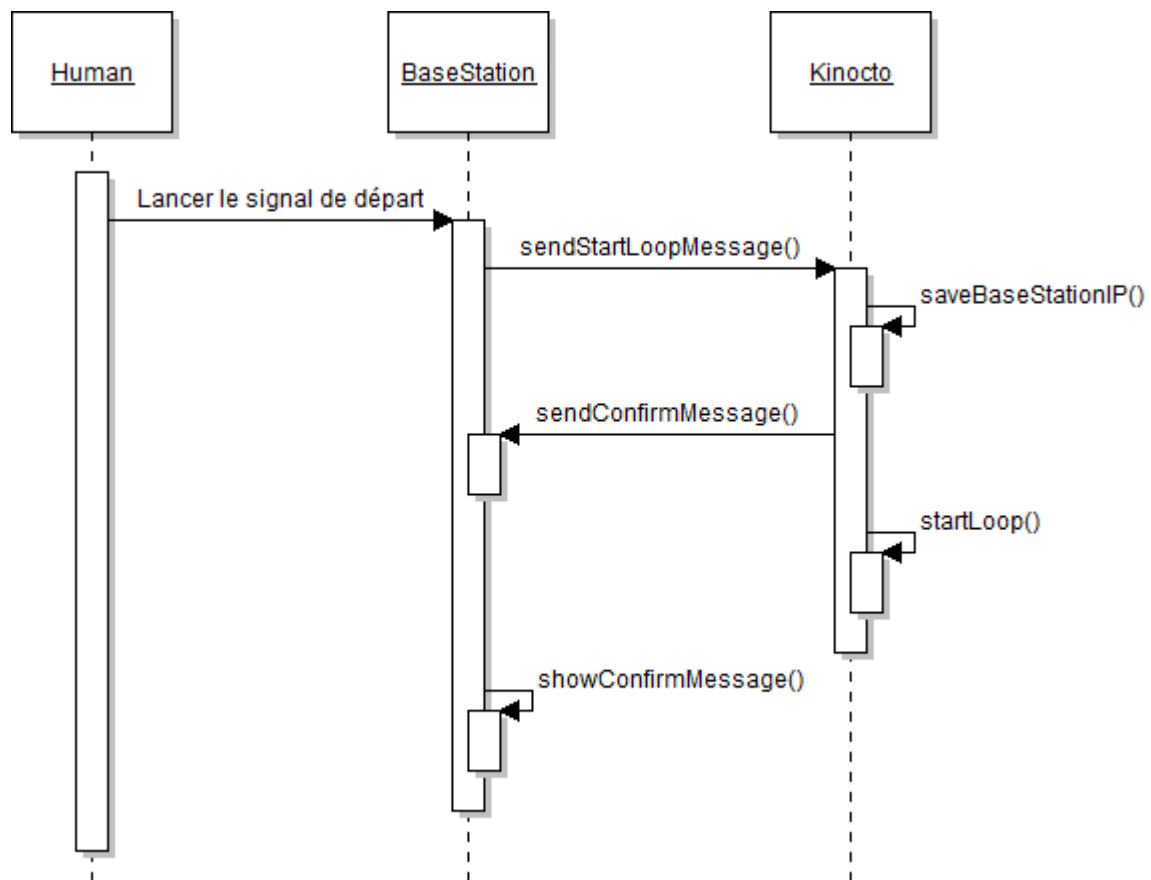 Human
BaseStation
Kinocto
Lancer le signal de départ
sendStartLoopMessage()
saveBaseStationIP()
sendConfirmMessage()
startLoop()
showConfirmMessage()